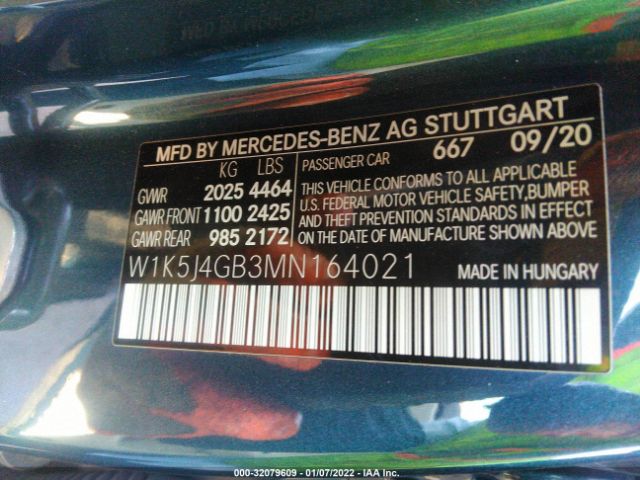 MFD BY MERCEDES-BENZ AG STUTTGART
KG LBS PASSENGER CAR 667 09/20
GVWR 2025 4464
GAWR FRONT 1100 2425
GAWR REAR 985 2172
THIS VEHICLE CONFORMS TO ALL APPLICABLE
U.S. FEDERAL MOTOR VEHICLE SAFETY, BUMPER
AND THEFT PREVENTION STANDARDS IN EFFECT
ON THE DATE OF MANUFACTURE SHOWN ABOVE.
W1K5J4GB3MN164021 MADE IN HUNGARY
000-32079609 - 01/07/2022 - IAA Inc.